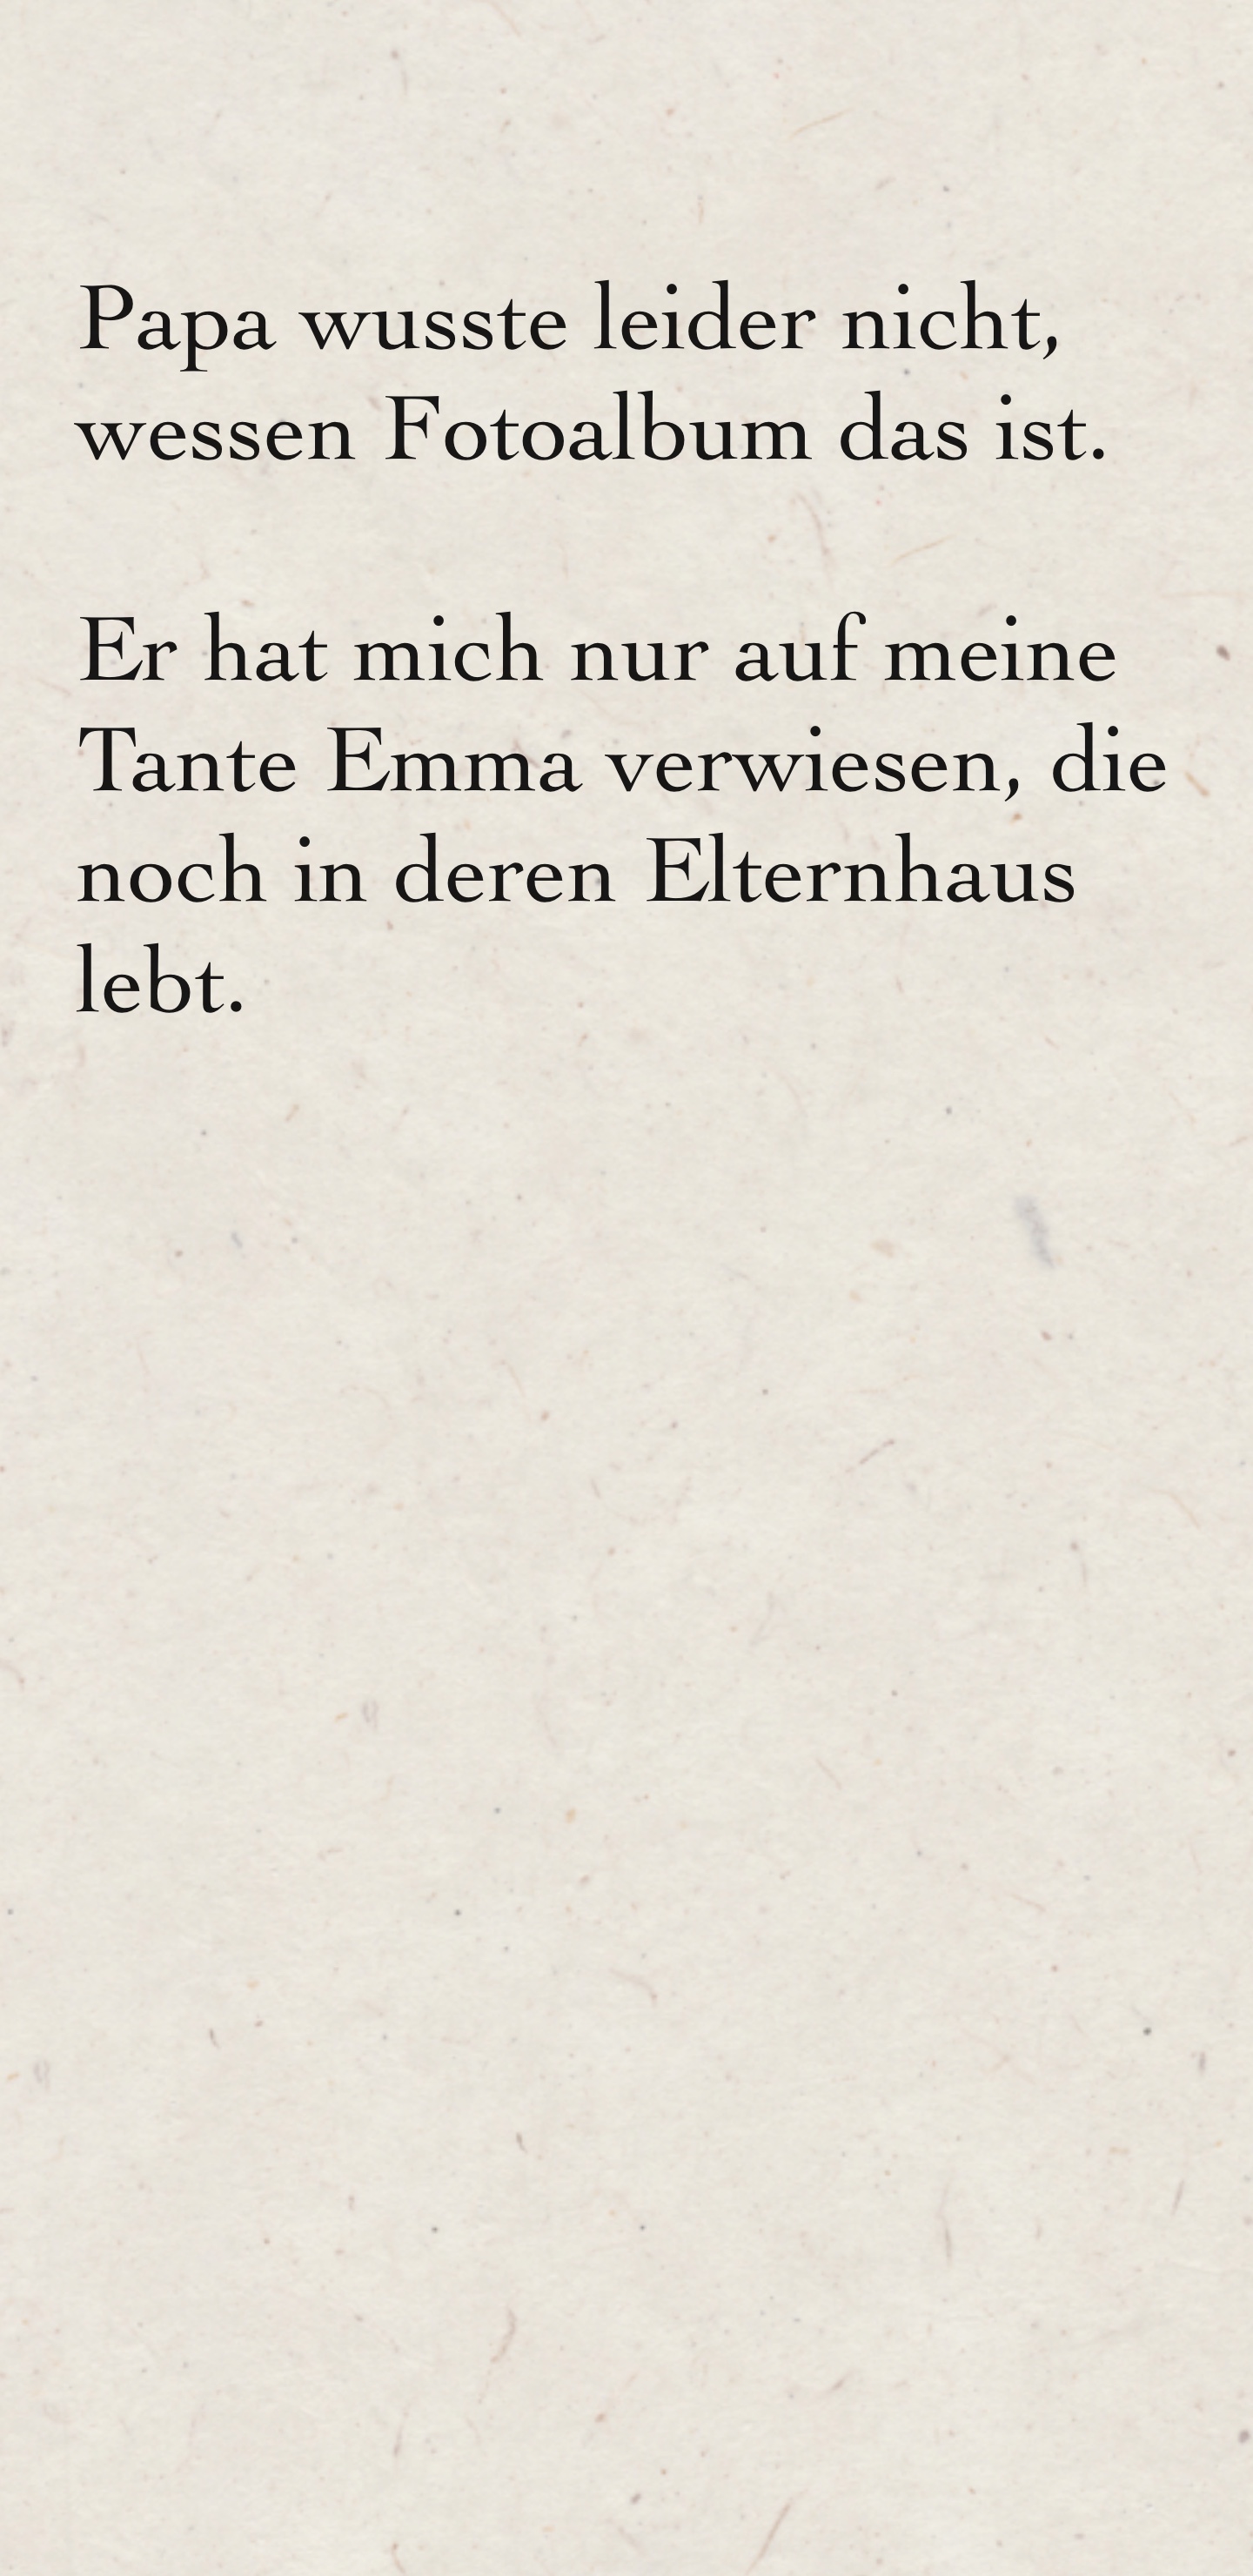 Papa wusste leider nicht,
wessen Fotoalbum das ist.
Er hat mich nur auf meine
Tante Emma verwiesen, die
noch in deren Elternhaus
lebt.